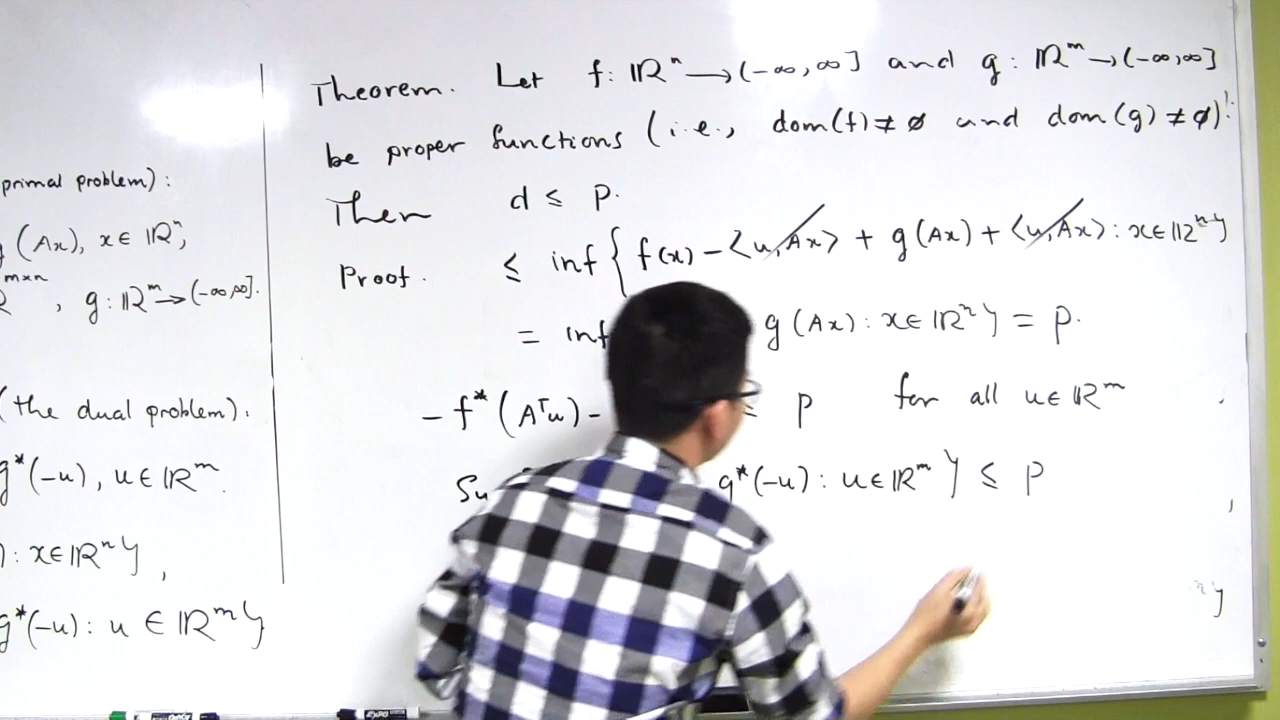 primal problem):
(Ax), x ∈ ℝⁿ,
m×n , g: ℝᵐ → (-∞,∞].
(the dual problem).
g*(-u), u ∈ ℝᵐ.
): x ∈ ℝⁿ},
g*(-u): u ∈ ℝᵐ}
Theorem. Let f: ℝⁿ → (-∞, ∞] and g: ℝᵐ → (-∞,∞]
be proper functions (i.e., dom(f) ≠ ∅ and dom(g) ≠ ∅).
Then d ≤ p.
Proof. ≤ inf { f(x) - ⟨u, Ax⟩ + g(Ax) + ⟨u, Ax⟩ : x ∈ ℝⁿ}
= inf g(Ax): x ∈ ℝⁿ} = p.
-f*(Aᵀu) - ≤ p for all u ∈ ℝᵐ
g*(-u): u ∈ ℝᵐ} ≤ p